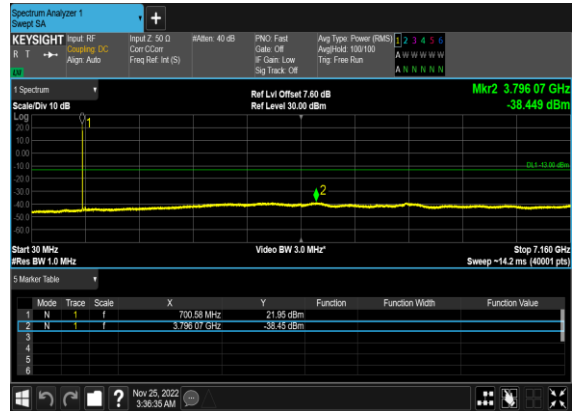 Spectrum Analyzer 1
Swept SA
KEYSIGHT Input: RF Input Z: 50 Ω #Atten: 40 dB PNO: Fast Avg Type: Power (RMS) 1 2 3 4 5 6
R T Coupling: DC Corr CCorr Gate: Off Avg|Hold: 100/100 A W W W W W
Align: Auto Freq Ref: Int (S) IF Gain: Low Trig: Free Run
LW Sig Track: Off A N N N N N
1 Spectrum Ref Lvl Offset 7.60 dB Mkr2 3.796 07 GHz
Scale/Div 10 dB Ref Level 30.00 dBm -38.449 dBm
Log
20.0
10.0
0.00
-10.0
-20.0
-30.0
-40.0
-50.0
-60.0
1
DL1 -13.00 dBm
2
Start 30 MHz Video BW 3.0 MHz* Stop 7.160 GHz
#Res BW 1.0 MHz Sweep ~14.2 ms (40001 pts)
5 Marker Table
Mode Trace Scale X Y Function Function Width Function Value
1 N 1 f 700.58 MHz 21.95 dBm
2 N 1 f 3.796 07 GHz -38.45 dBm
3
4
5
6
? Nov 25, 2022
3:36:35 AM